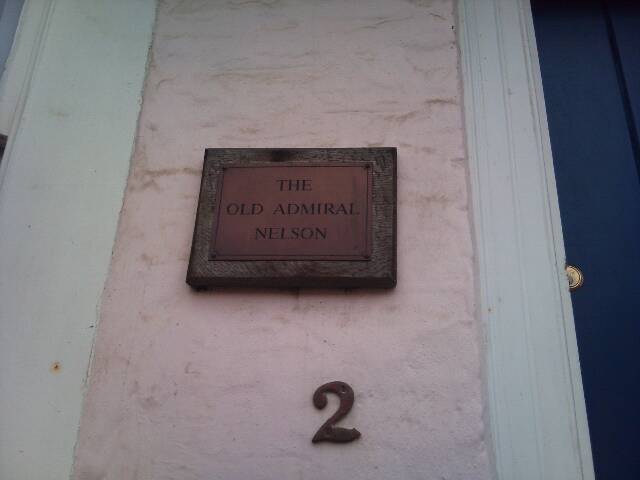 THE
OLD ADMIRAL
NELSON
2